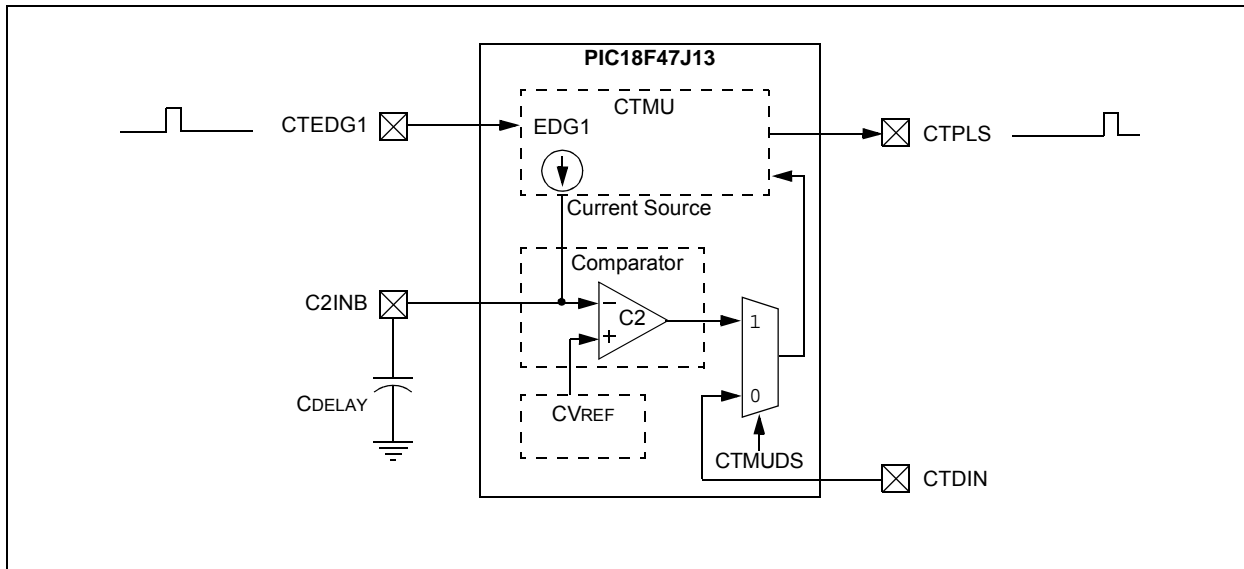 PIC18F47J13
CTMU
CTEDG1
EDG1
CTPLS
Current Source
Comparator
C2INB
−
C2
+
1
CDELAY
CVREF
0
CTMUDS
CTDIN